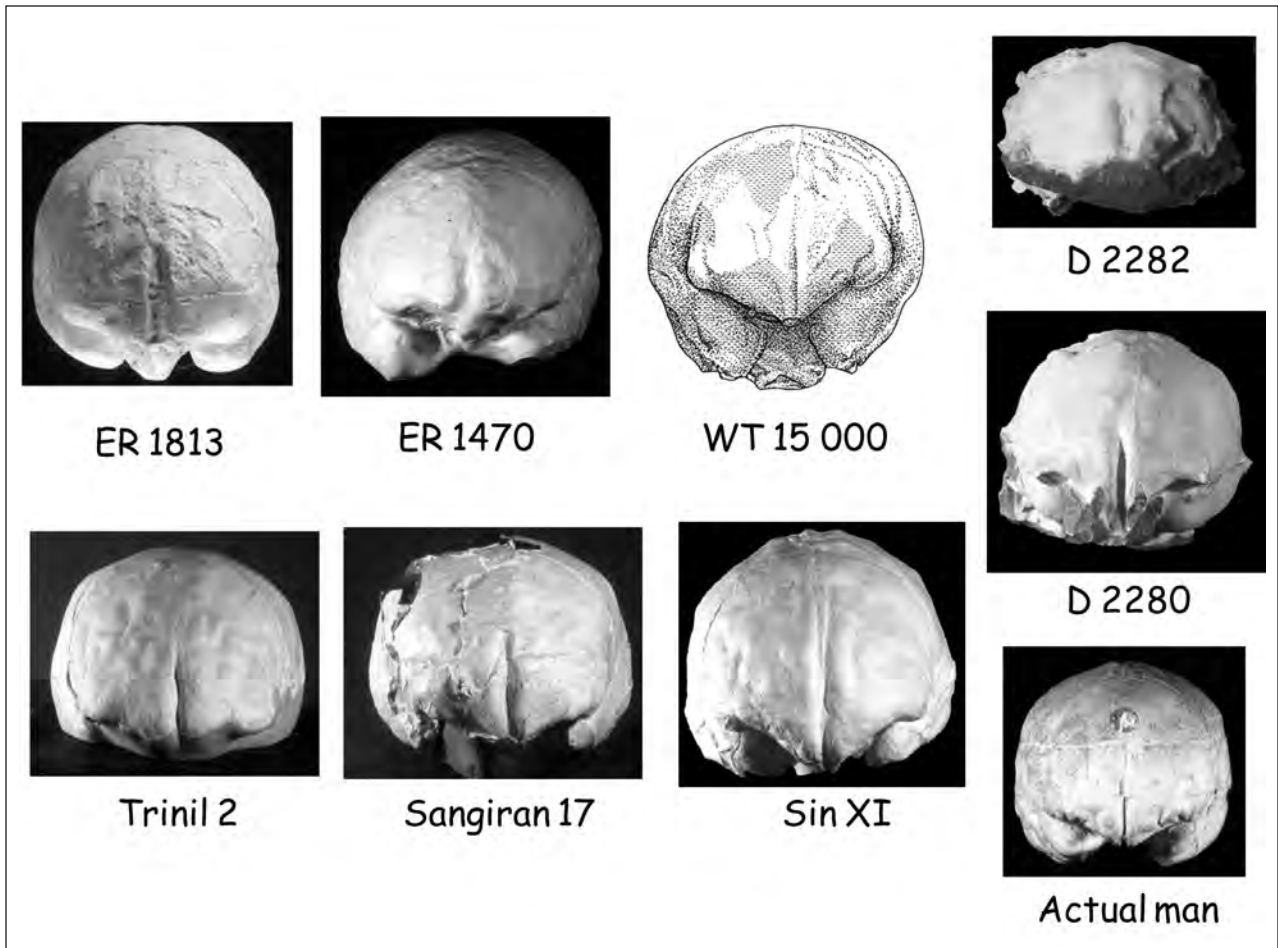 ER 1813
ER 1470
WT 15 000
D 2282
D 2280
Trinil 2
Sangiran 17
Sin XI
Actual man